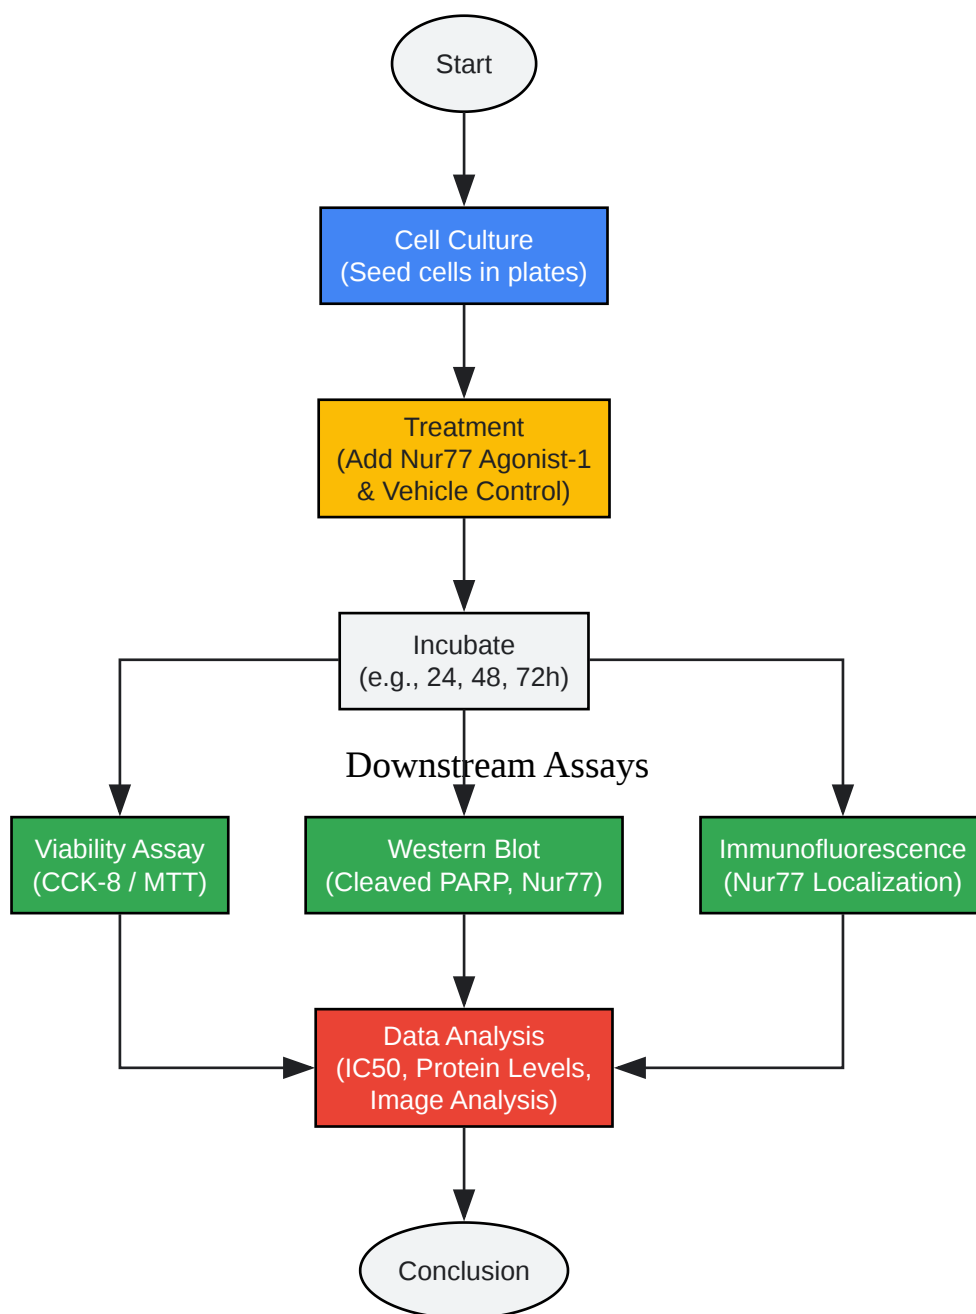 Start
Cell Culture
(Seed cells in plates)
Treatment
(Add Nur77 Agonist-1
& Vehicle Control)
Incubate
(e.g., 24, 48, 72h)
Downstream Assays
Viability Assay
(CCK-8 / MTT)
Western Blot
(Cleaved PARP, Nur77)
Immunofluorescence
(Nur77 Localization)
Data Analysis
(IC50, Protein Levels,
Image Analysis)
Conclusion